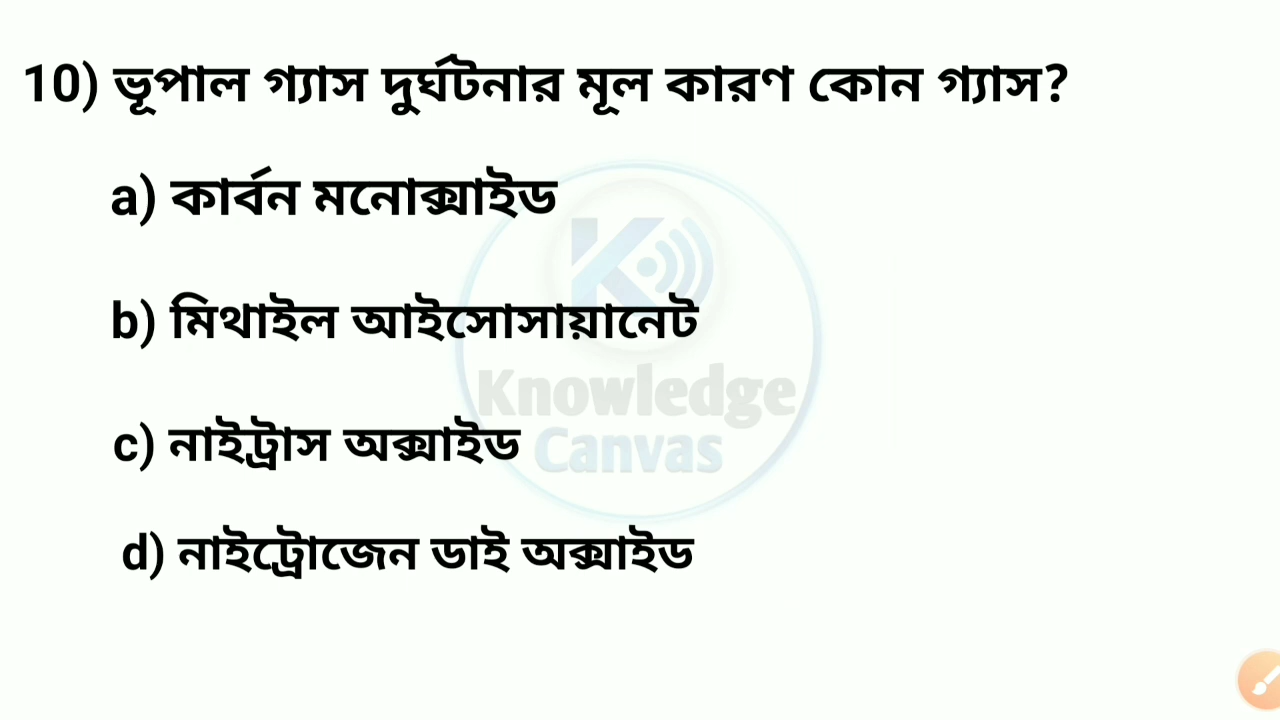 10) ভূপাল গ্যাস দুর্ঘটনার মূল কারণ কোন গ্যাস?
a) কার্বন মনোক্সাইড
b) মিথাইল আইসোসায়ানেট
Knowledge
c) নাইট্রাস অক্সাইড
Canvas
d) নাইট্রোজেন ডাই অক্সাইড